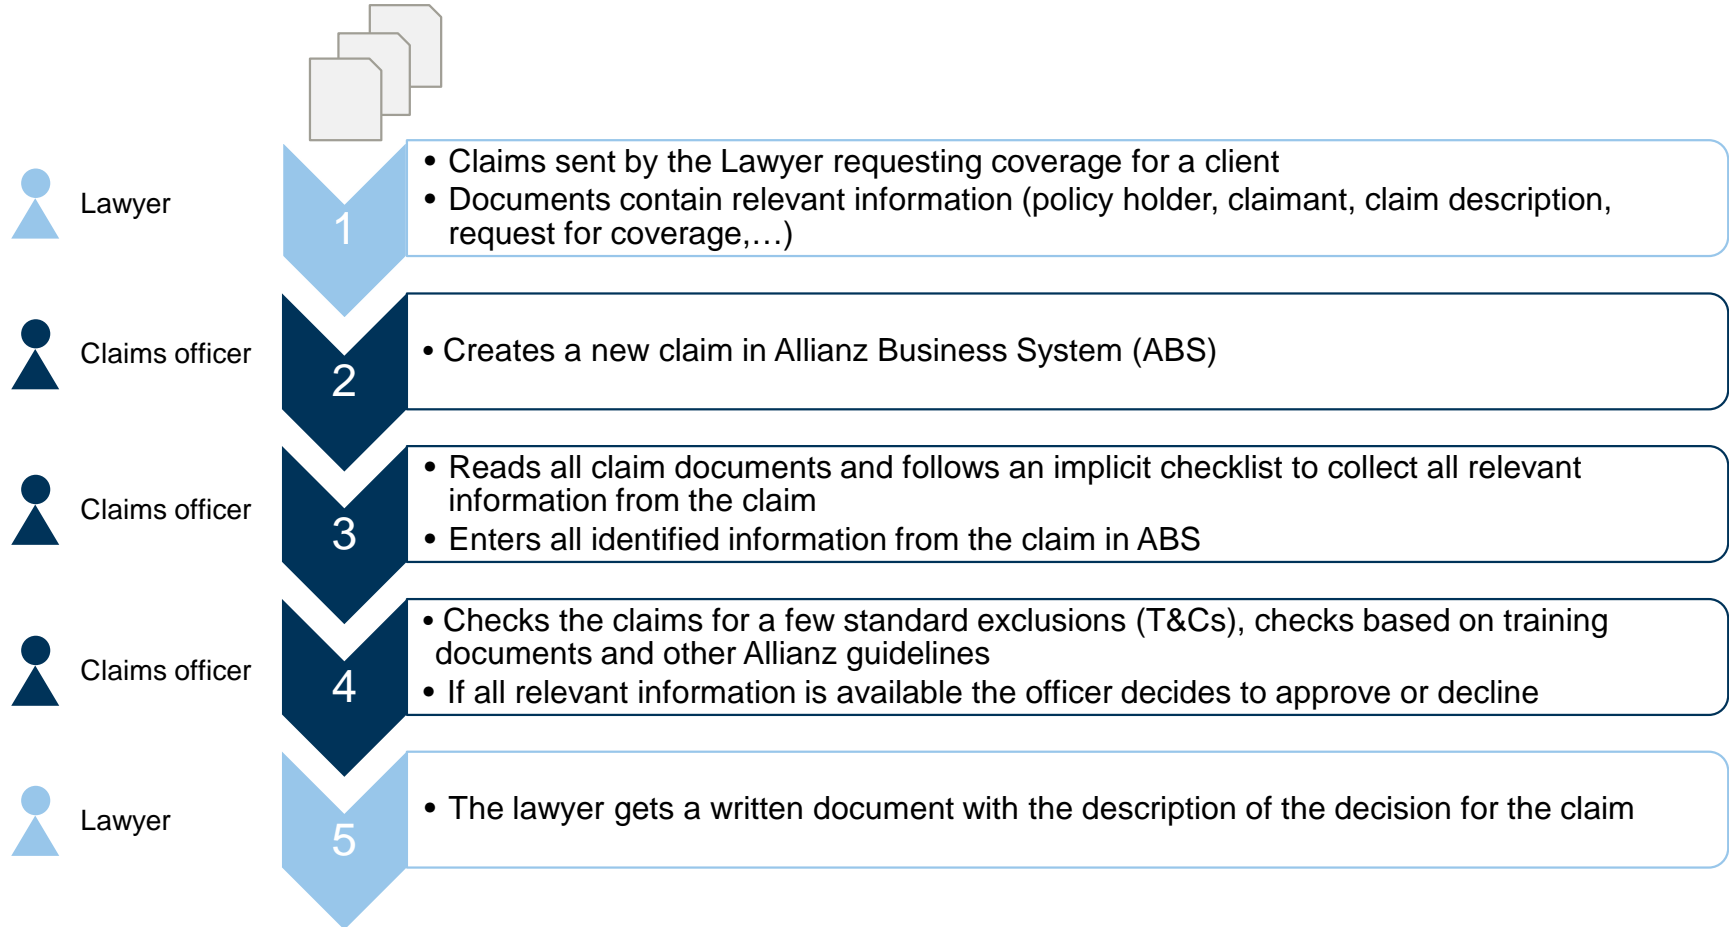 Lawyer
1
• Claims sent by the Lawyer requesting coverage for a client
• Documents contain relevant information (policy holder, claimant, claim description,
request for coverage,…)
Claims officer
2
• Creates a new claim in Allianz Business System (ABS)
Claims officer
3
• Reads all claim documents and follows an implicit checklist to collect all relevant
information from the claim
• Enters all identified information from the claim in ABS
Claims officer
4
• Checks the claims for a few standard exclusions (T&Cs), checks based on training
documents and other Allianz guidelines
• If all relevant information is available the officer decides to approve or decline
Lawyer
5
• The lawyer gets a written document with the description of the decision for the claim